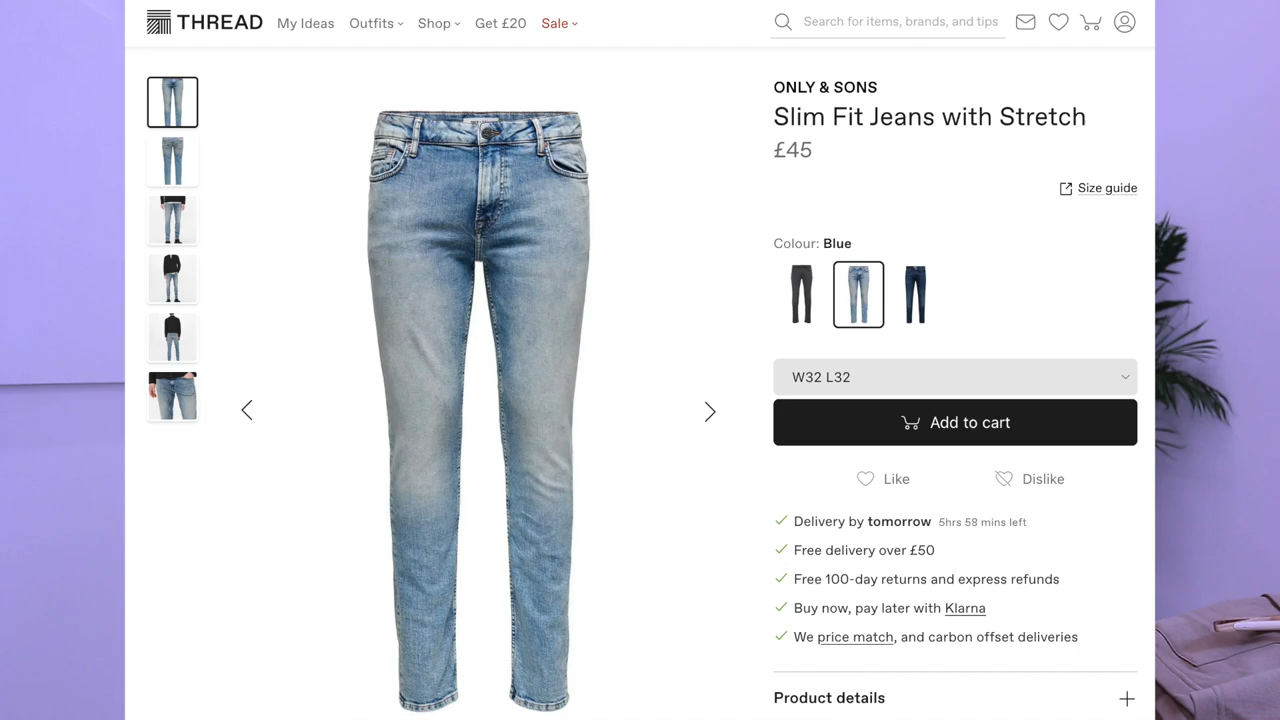 THREAD
My Ideas
Outfits
Shop
Get £20
Sale
Search for items, brands, and tips
ONLY & SONS
Slim Fit Jeans with Stretch
£45
Size guide
Colour: Blue
W32 L32
Add to cart
Like
Dislike
Delivery by tomorrow 5hrs 58 mins left
Free delivery over £50
Free 100-day returns and express refunds
Buy now, pay later with Klarna
We price match, and carbon offset deliveries
Product details